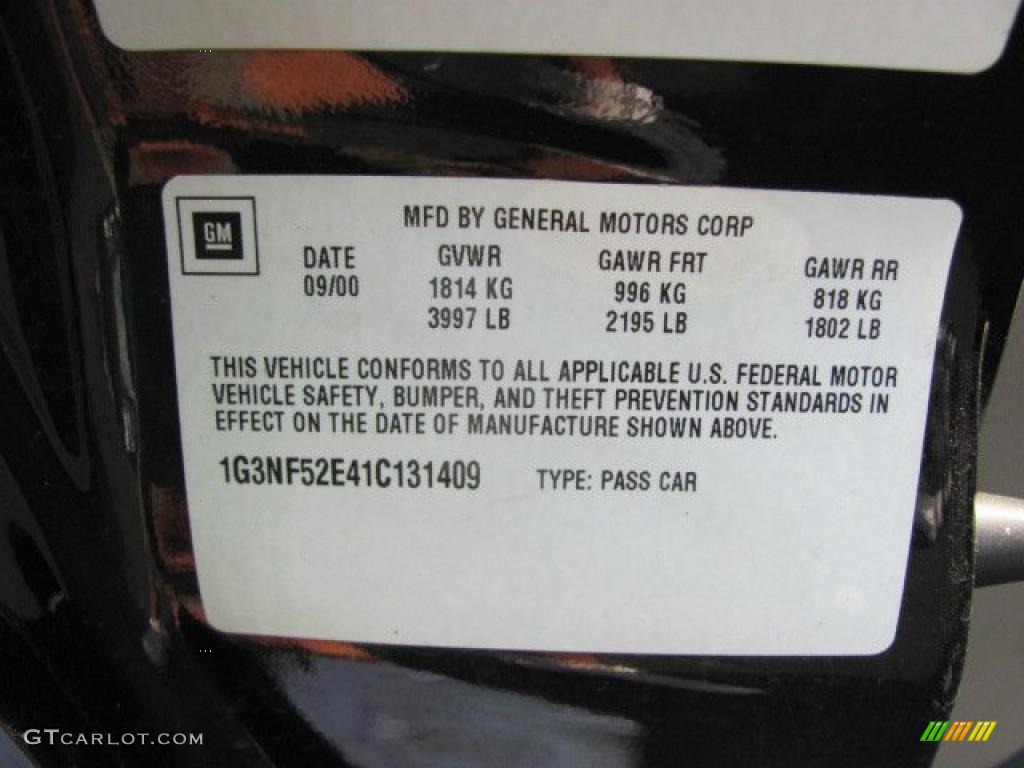 GM
MFD BY GENERAL MOTORS CORP
DATE GVWR GAWR FRT GAWR RR
09/00 1814 KG 996 KG 818 KG
3997 LB 2195 LB 1802 LB
THIS VEHICLE CONFORMS TO ALL APPLICABLE U.S. FEDERAL MOTOR
VEHICLE SAFETY, BUMPER, AND THEFT PREVENTION STANDARDS IN
EFFECT ON THE DATE OF MANUFACTURE SHOWN ABOVE.
1G3NF52E41C131409 TYPE: PASS CAR
GTCARLOT.COM